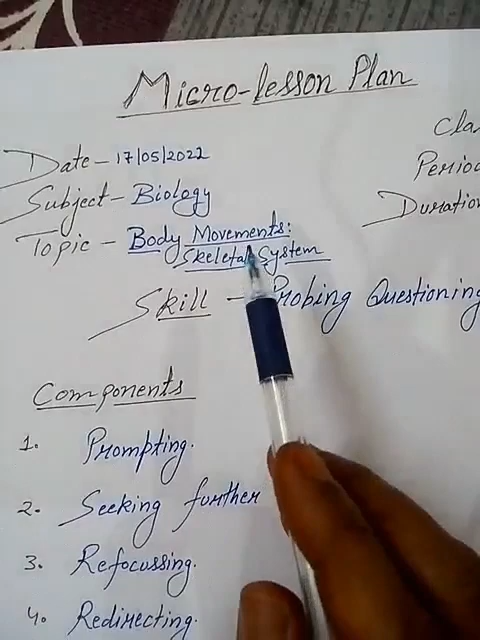 Micro-lesson Plan
Cla
Date - 17/05/2022
Perio
Subject - Biology
Duration
Topic - Body Movements:
Skeletal System
Skill - Probing Questioning
Components
1. Prompting.
2. Seeking further
3. Refocussing.
4. Redirecting.